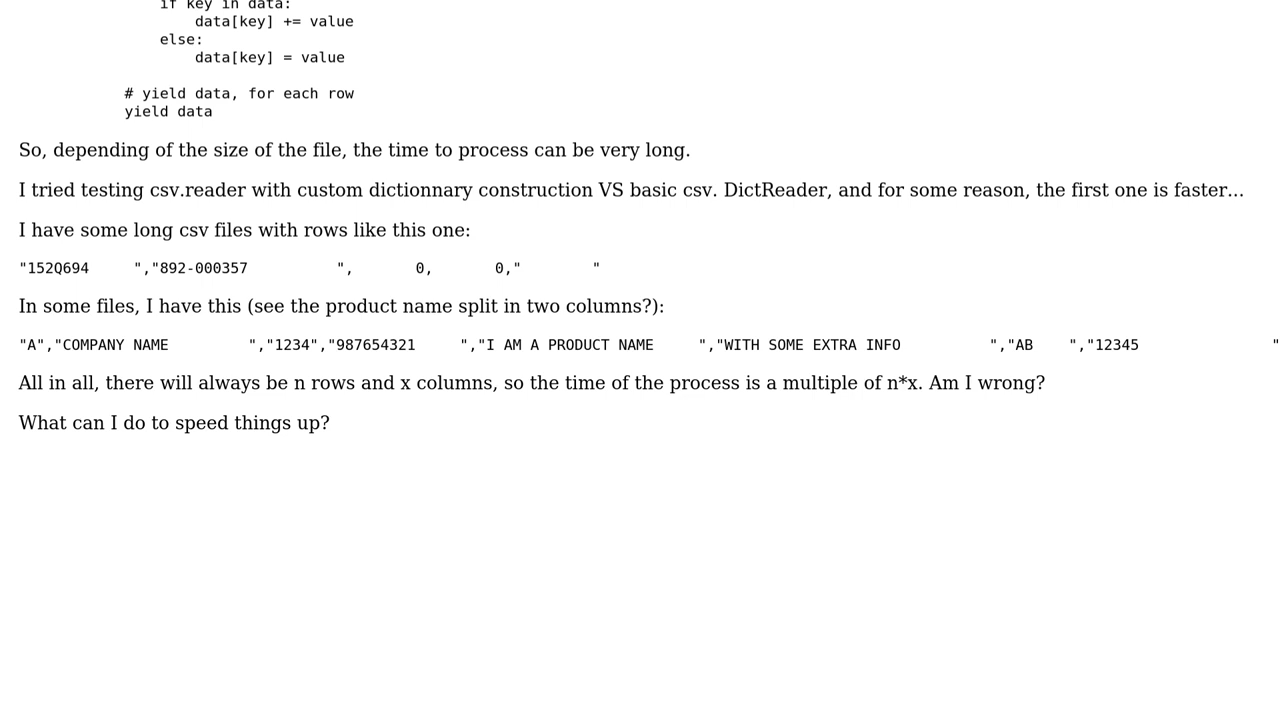 if key in data:
data[key] += value
else:
data[key] = value
# yield data, for each row
yield data
So, depending of the size of the file, the time to process can be very long.
I tried testing csv.reader with custom dictionnary construction VS basic csv. DictReader, and for some reason, the first one is faster...
I have some long csv files with rows like this one:
"152Q694     ","892-000357          ",       0,       0,"        "
In some files, I have this (see the product name split in two columns?):
"A","COMPANY NAME         ","1234","987654321     ","I AM A PRODUCT NAME     ","WITH SOME EXTRA INFO          ","AB    ","12345               "
All in all, there will always be n rows and x columns, so the time of the process is a multiple of n*x. Am I wrong?
What can I do to speed things up?